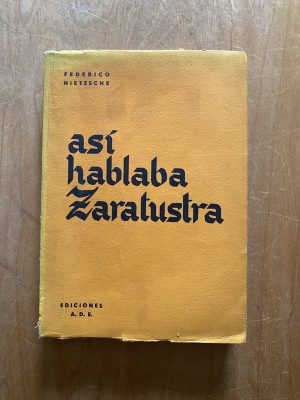 FEDERICO
NIETZSCHE
así
hablaba
Zaratustra
EDICIONES
A. D. E.